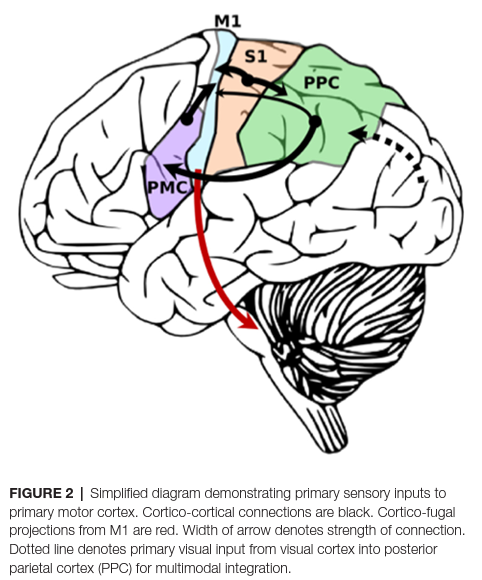 M1
S1
PPC
PMC
FIGURE 2 | Simplified diagram demonstrating primary sensory inputs to
primary motor cortex. Cortico-cortical connections are black. Cortico-fugal
projections from M1 are red. Width of arrow denotes strength of connection.
Dotted line denotes primary visual input from visual cortex into posterior
parietal cortex (PPC) for multimodal integration.